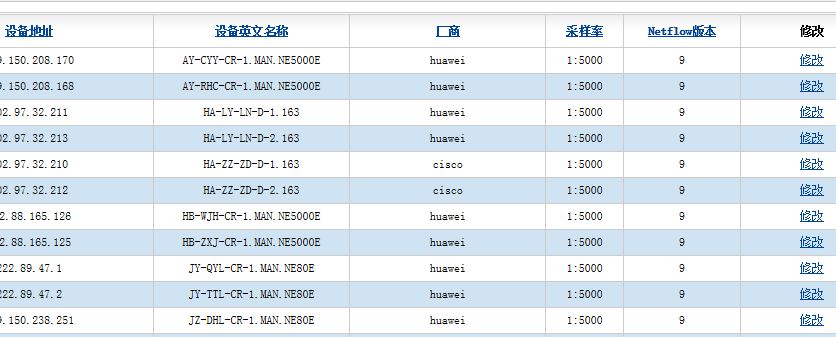 设备地址 设备英文名称 厂商 采样率 Netflow版本 修改
.150.208.170 AY-CYY-CR-1.MAN.NE5000E huawei 1:5000 9 修改
.150.208.168 AY-RHC-CR-1.MAN.NE5000E huawei 1:5000 9 修改
2.97.32.211 HA-LY-LN-D-1.163 huawei 1:5000 9 修改
2.97.32.213 HA-LY-LN-D-2.163 huawei 1:5000 9 修改
2.97.32.210 HA-ZZ-ZD-D-1.163 cisco 1:5000 9 修改
2.97.32.212 HA-ZZ-ZD-D-2.163 cisco 1:5000 9 修改
2.88.165.126 HB-WJH-CR-1.MAN.NE5000E huawei 1:5000 9 修改
2.88.165.125 HB-ZXJ-CR-1.MAN.NE5000E huawei 1:5000 9 修改
222.89.47.1 JY-QYL-CR-1.MAN.NE80E huawei 1:5000 9 修改
222.89.47.2 JY-TTL-CR-1.MAN.NE80E huawei 1:5000 9 修改
.150.238.251 JZ-DHL-CR-1.MAN.NE80E huawei 1:5000 9 修改